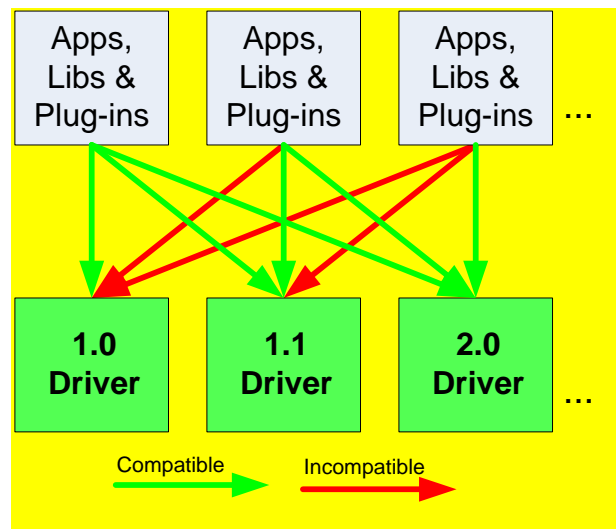 Apps, Libs & Plug-ins
Apps, Libs & Plug-ins
Apps, Libs & Plug-ins
...
1.0 Driver
1.1 Driver
2.0 Driver
...
Compatible
Incompatible